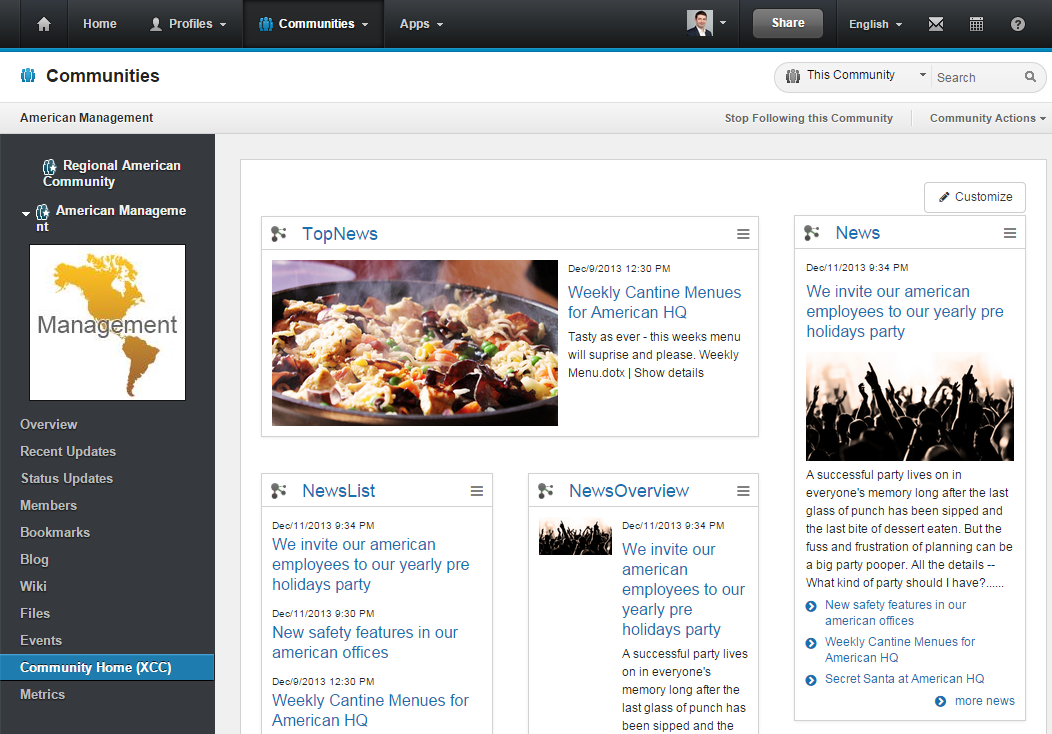 Home
Profiles
Communities
Apps
Share
English
Communities
This Community
Search
American Management
Stop Following this Community
Community Actions
Regional American
Community
American Manageme
nt
Management
Overview
Recent Updates
Status Updates
Members
Bookmarks
Blog
Wiki
Files
Events
Community Home (XCC)
Metrics
Customize
TopNews
Dec/9/2013 12:30 PM
Weekly Cantine Menues
for American HQ
Tasty as ever - this weeks menu
will suprise and please. Weekly
Menu.dotx | Show details
NewsList
Dec/11/2013 9:34 PM
We invite our american
employees to our yearly pre
holidays party
Dec/11/2013 9:30 PM
New safety features in our
american offices
Dec/9/2013 12:30 PM
Weekly Cantine Menues for
American HQ
NewsOverview
Dec/11/2013 9:34 PM
We invite our
american
employees to our
yearly pre
holidays party
A successful party lives
on in everyone's
memory long after the
last glass of punch has
been sipped and the
News
Dec/11/2013 9:34 PM
We invite our american
employees to our yearly pre
holidays party
A successful party lives on in
everyone's memory long after the last
glass of punch has been sipped and
the last bite of dessert eaten. But the
fuss and frustration of planning can be
a big party pooper. All the details --
What kind of party should I have?......
New safety features in our
american offices
Weekly Cantine Menues for
American HQ
Secret Santa at American HQ
more news